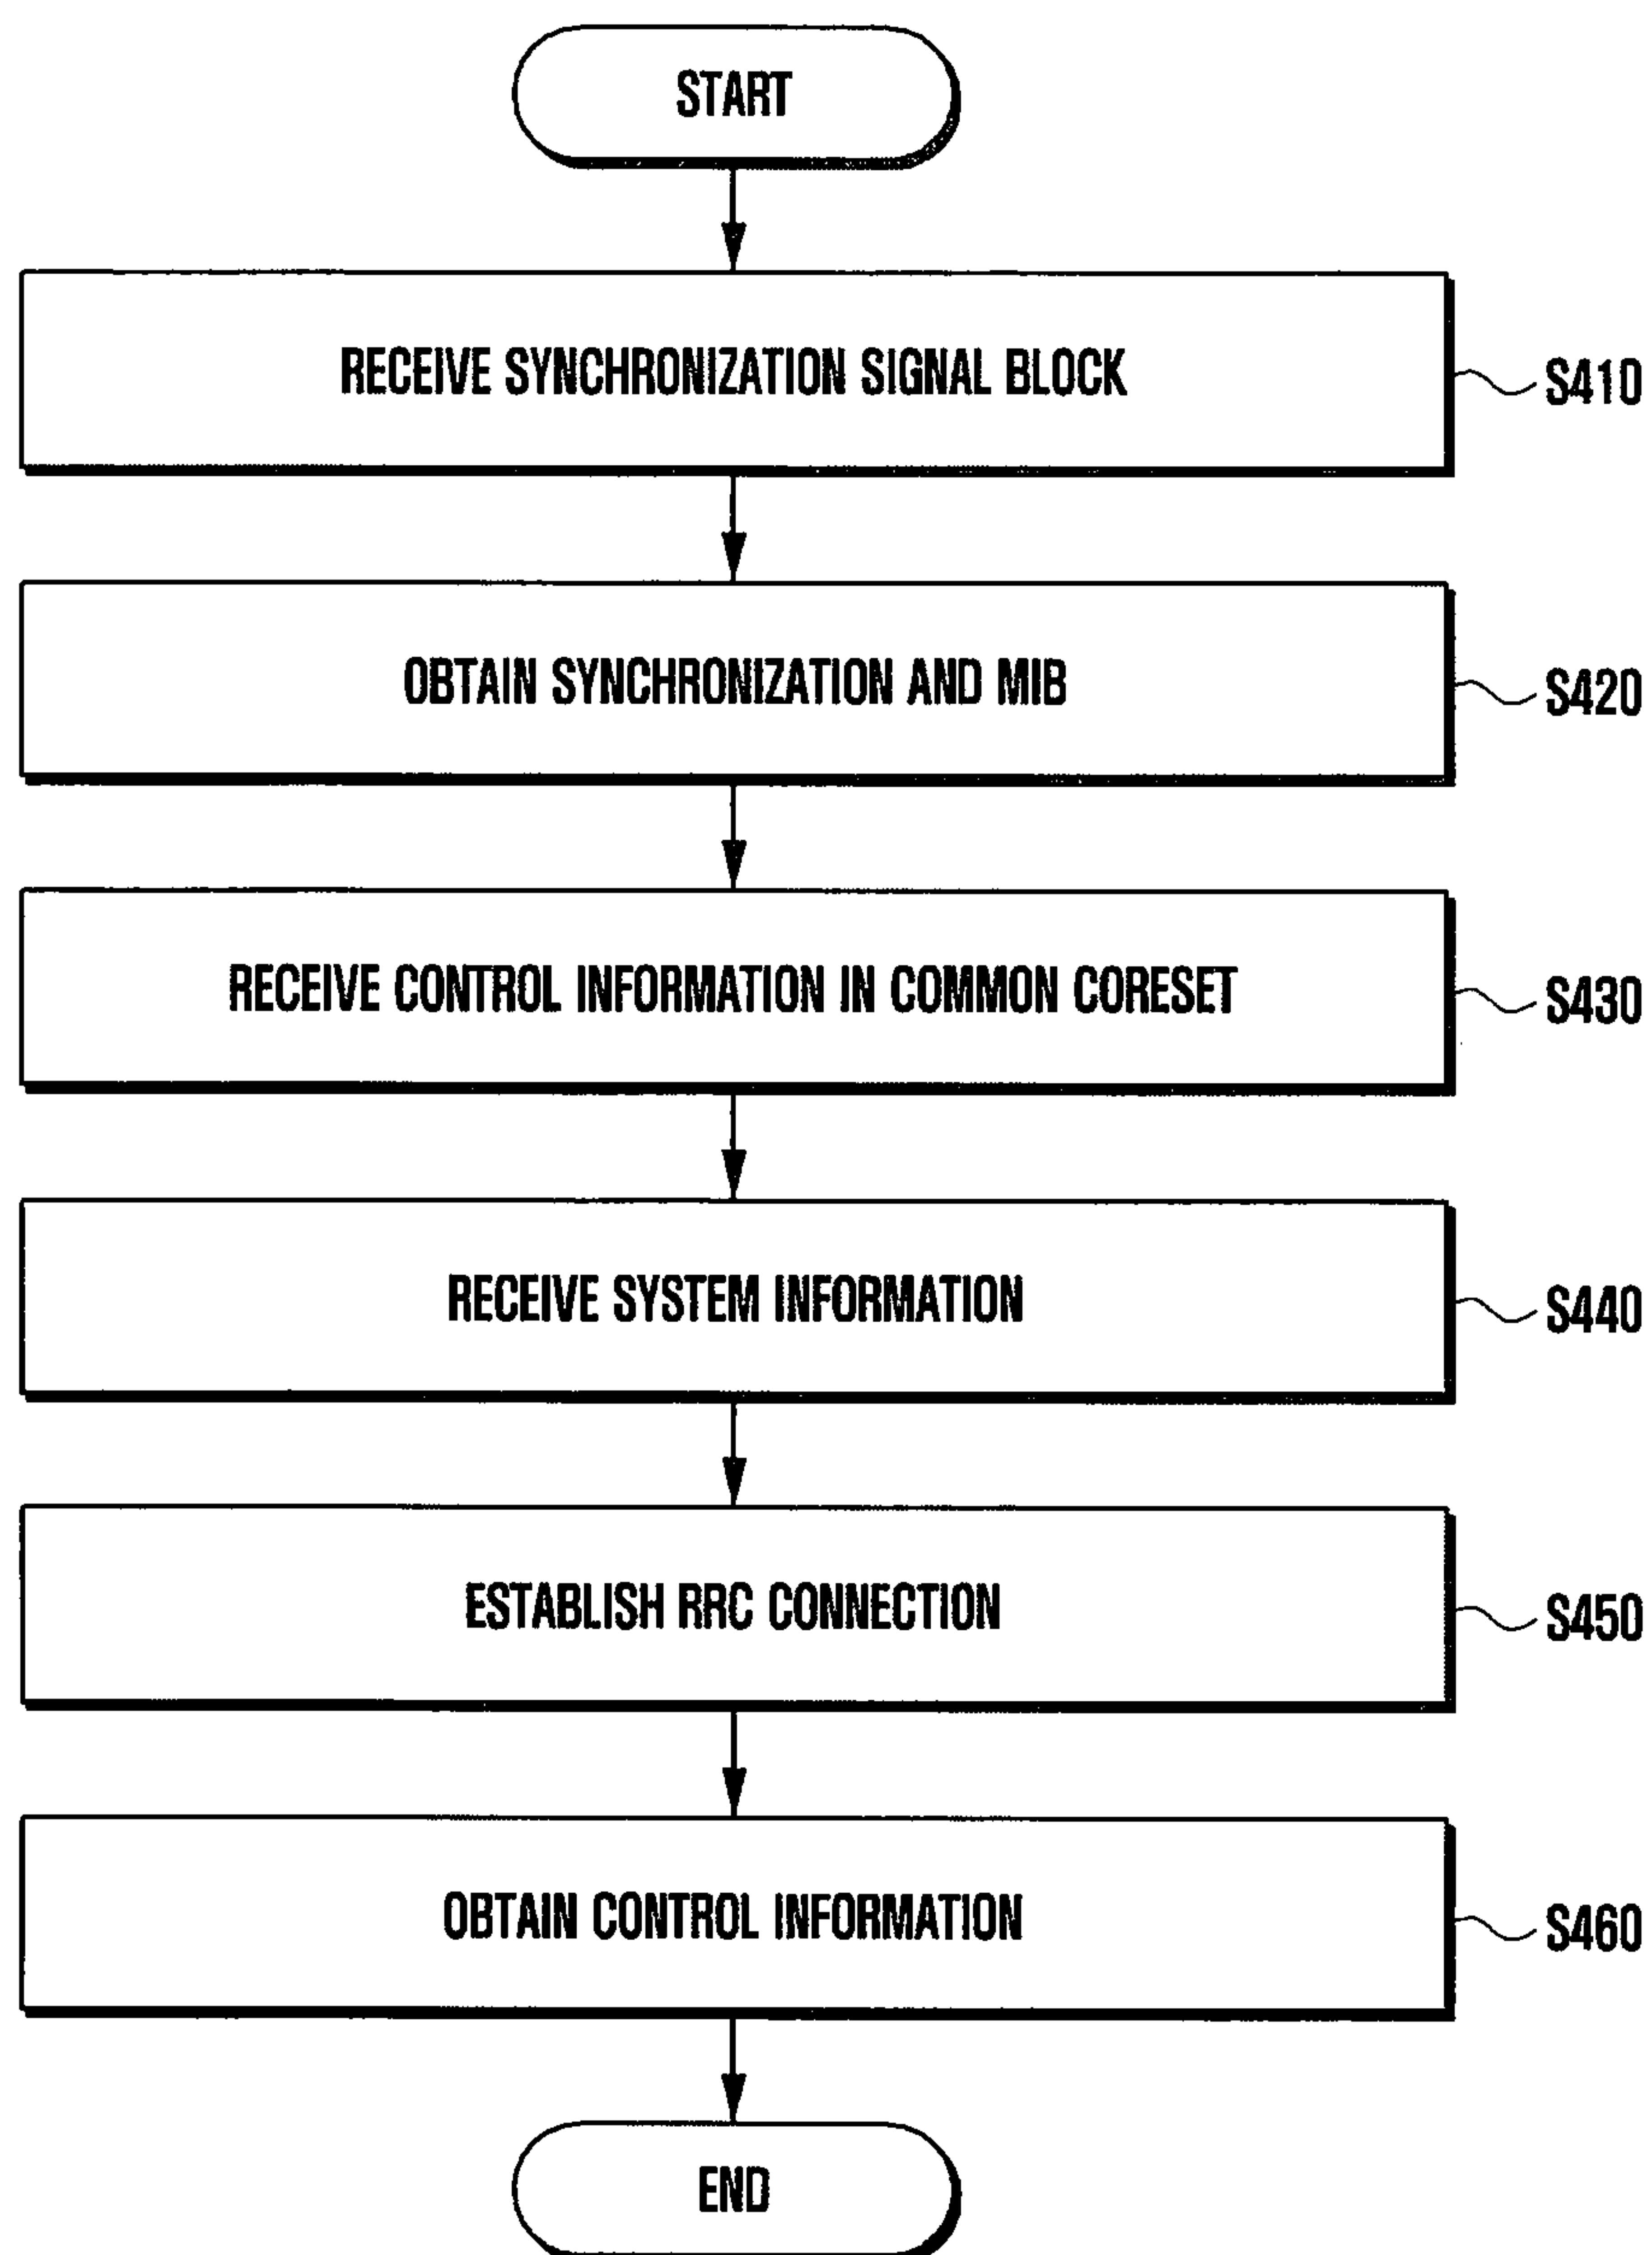 START
RECEIVE SYNCHRONIZATION SIGNAL BLOCK
S410
OBTAIN SYNCHRONIZATION AND MIB
S420
RECEIVE CONTROL INFORMATION IN COMMON CORESET
S430
RECEIVE SYSTEM INFORMATION
S440
ESTABLISH RRC CONNECTION
S450
OBTAIN CONTROL INFORMATION
S460
END